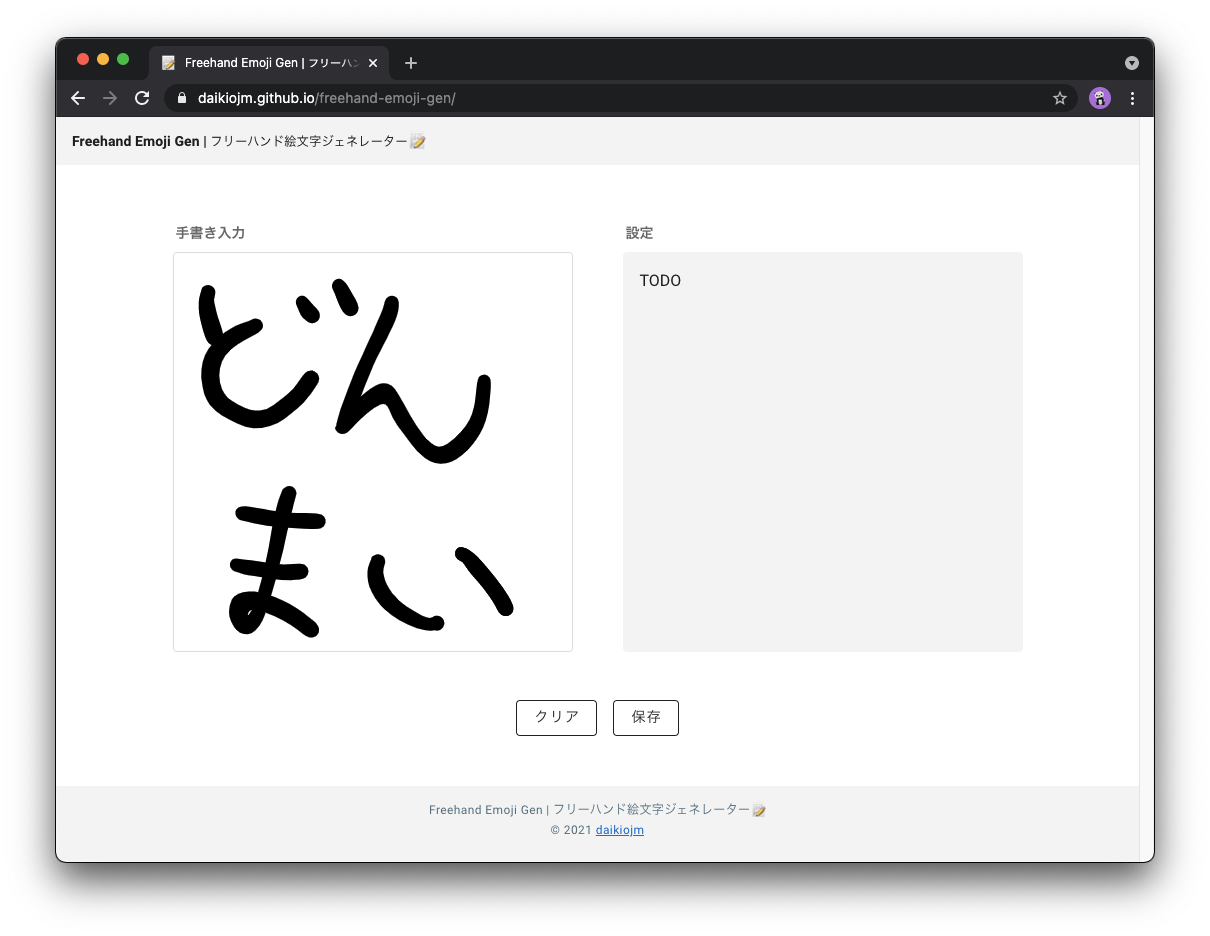 Freehand Emoji Gen | フリーハン
daikiojm.github.io/freehand-emoji-gen/
Freehand Emoji Gen | フリーハンド絵文字ジェネレーター📝
手書き入力
設定
どん
まい
TODO
クリア
保存
Freehand Emoji Gen | フリーハンド絵文字ジェネレーター📝
© 2021 daikiojm